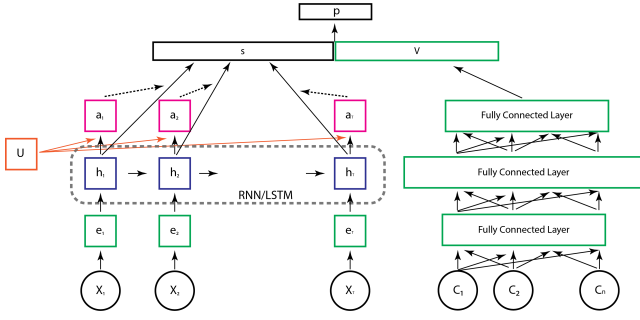 p
s V
a₁ a₂ aₜ Fully Connected Layer
U
h₁ h₂ hₜ Fully Connected Layer
RNN/LSTM
e₁ e₂ eₜ Fully Connected Layer
X₁ X₂ Xₜ C₁ C₂ Cₙ